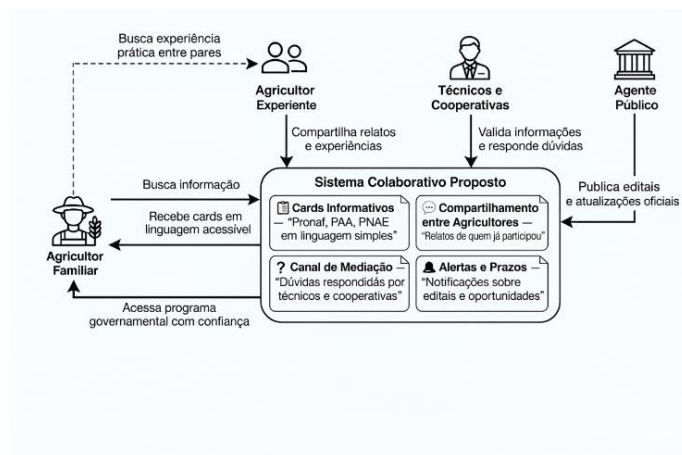 Busca experiência
prática entre pares
Agricultor
Experiente
Técnicos e
Cooperativas
Agente
Público
Compartilha relatos
e experiências
Valida informações
e responde dúvidas
Publica editais
e atualizações oficiais
Busca informação
Recebe cards em
linguagem acessível
Agricultor
Familiar
Acessa programa
governamental com confiança
Sistema Colaborativo Proposto
Cards Informativos
— “Pronaf, PAA, PNAE
em linguagem simples”
Compartilhamento
entre Agricultores —
“Relatos de quem já participou”
? Canal de Mediação —
“Dúvidas respondidás por
técnicos e cooperativas”
Alertas e Prazos —
“Notificações sobre
editais e oportunidades”